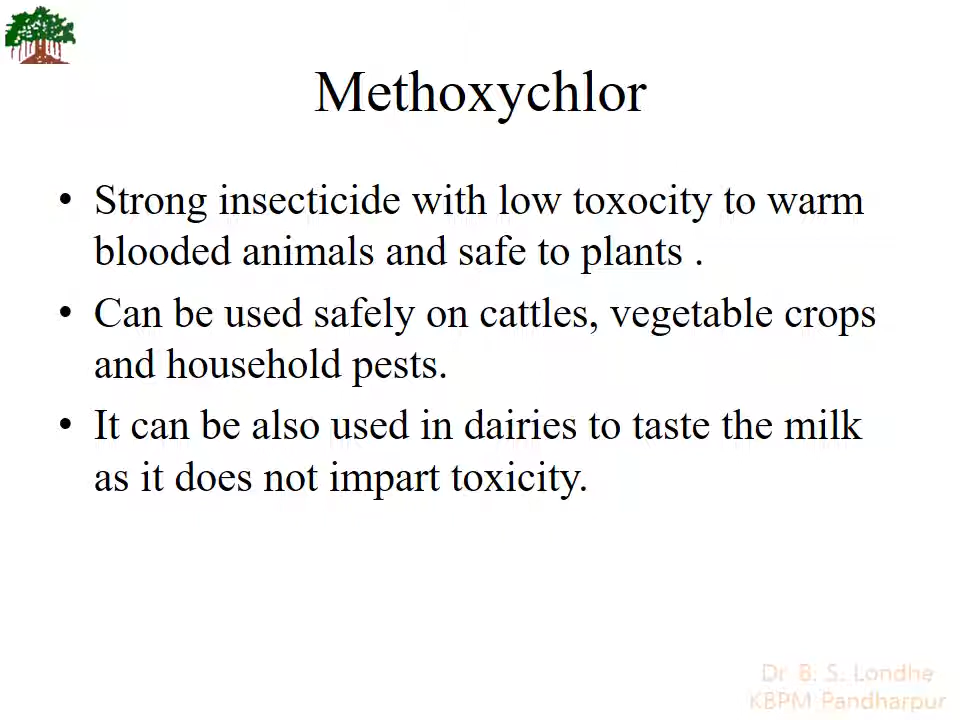 Methoxychlor
• Strong insecticide with low toxocity to warm
blooded animals and safe to plants .
• Can be used safely on cattles, vegetable crops
and household pests.
• It can be also used in dairies to taste the milk
as it does not impart toxicity.
Dr. B. S. Londhe
KBPM Pandharpur